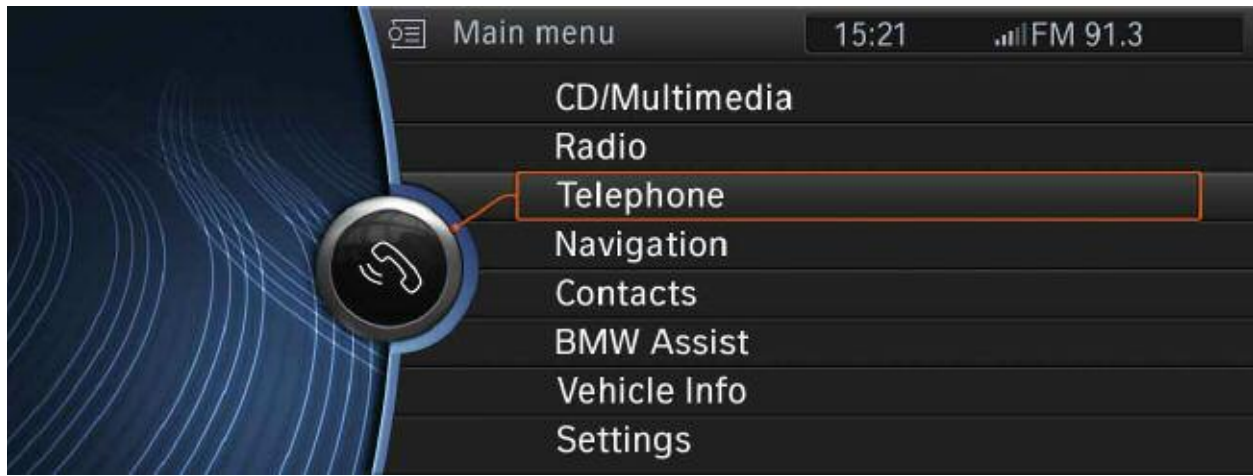 Main menu 15:21 FM 91.3
CD/Multimedia
Radio
Telephone
Navigation
Contacts
BMW Assist
Vehicle Info
Settings